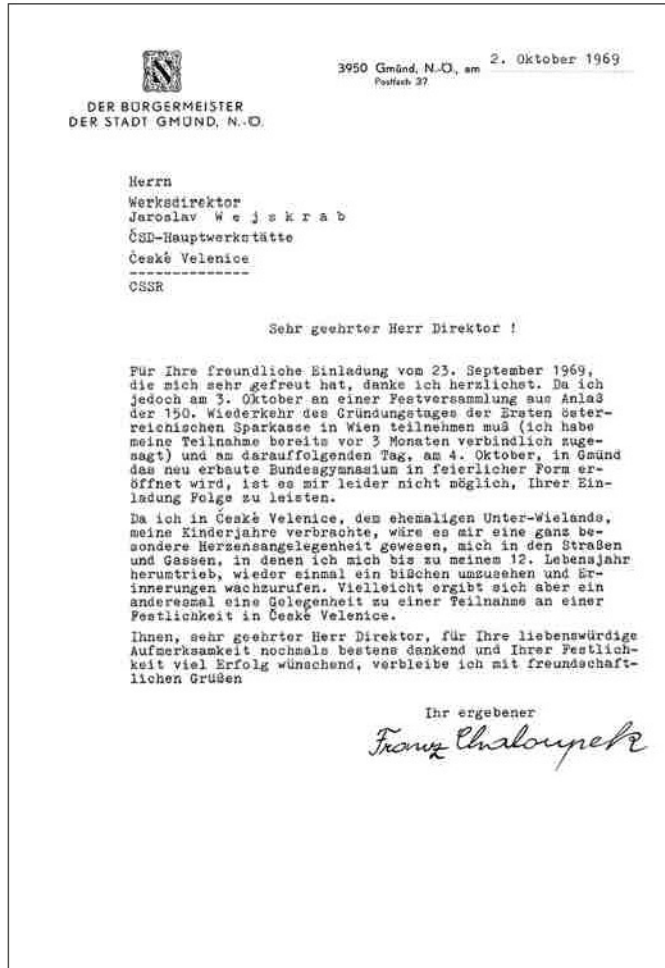 3950 Gmünd, N.-Ö., am 2. Oktober 1969
Postfach 37
DER BÜRGERMEISTER
DER STADT GMÜND, N.-Ö.
Herrn
Werksdirektor
Jaroslav W e j s k r a b
ČSD-Hauptwerkstätte
České Velenice
--------------
CSSR
Sehr geehrter Herr Direktor !
Für Ihre freundliche Einladung vom 23. September 1969,
die mich sehr gefreut hat, danke ich herzlichst. Da ich
jedoch am 3. Oktober an einer Festversammlung aus Anlaß
der 150. Wiederkehr des Gründungstages der Ersten öster-
reichischen Sparkasse in Wien teilnehmen muß (ich habe
meine Teilnahme bereits vor 3 Monaten verbindlich zuge-
sagt) und am darauffolgenden Tag, am 4. Oktober, in Gmünd
das neu erbaute Bundesgymnasium in feierlicher Form er-
öffnet wird, ist es mir leider nicht möglich, Ihrer Ein-
ladung Folge zu leisten.
Da ich in České Velenice, dem ehemaligen Unter-Wielands,
meine Kinderjahre verbrachte, wäre es mir eine ganz be-
sondere Herzensangelegenheit gewesen, mich in den Straßen
und Gassen, in denen ich mich bis zu meinem 12. Lebensjahr
herumtrieb, wieder einmal ein bißchen umzusehen und Er-
innerungen wachzurufen. Vielleicht ergibt sich aber ein
anderesmal eine Gelegenheit zu einer Teilnahme an einer
Festlichkeit in České Velenice.
Ihnen, sehr geehrter Herr Direktor, für Ihre liebenswürdige
Aufmerksamkeit nochmals bestens dankend und Ihrer Festlich-
keit viel Erfolg wünschend, verbleibe ich mit freundschaft-
lichen Grüßen
Ihr ergebener
Franz Chaloupek